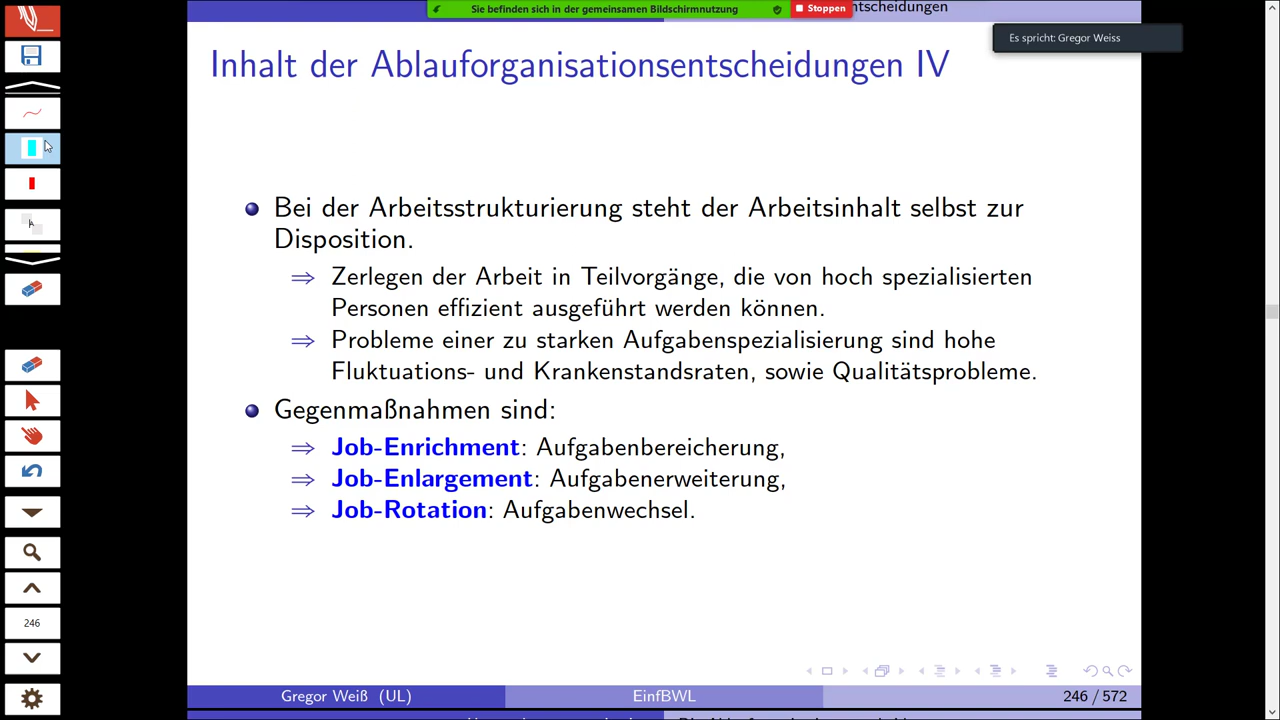 Sie befinden sich in der gemeinsamen Bildschirmnutzung
Stoppen
ntscheidungen
Es spricht: Gregor Weiss
Inhalt der Ablauforganisationsentscheidungen IV
Bei der Arbeitsstrukturierung steht der Arbeitsinhalt selbst zur
Disposition.
⇒ Zerlegen der Arbeit in Teilvorgänge, die von hoch spezialisierten
Personen effizient ausgeführt werden können.
⇒ Probleme einer zu starken Aufgabenspezialisierung sind hohe
Fluktuations- und Krankenstandsraten, sowie Qualitätsprobleme.
Gegenmaßnahmen sind:
⇒ Job-Enrichment: Aufgabenbereicherung,
⇒ Job-Enlargement: Aufgabenerweiterung,
⇒ Job-Rotation: Aufgabenwechsel.
246
Gregor Weiß (UL) EinfBWL 246 / 572